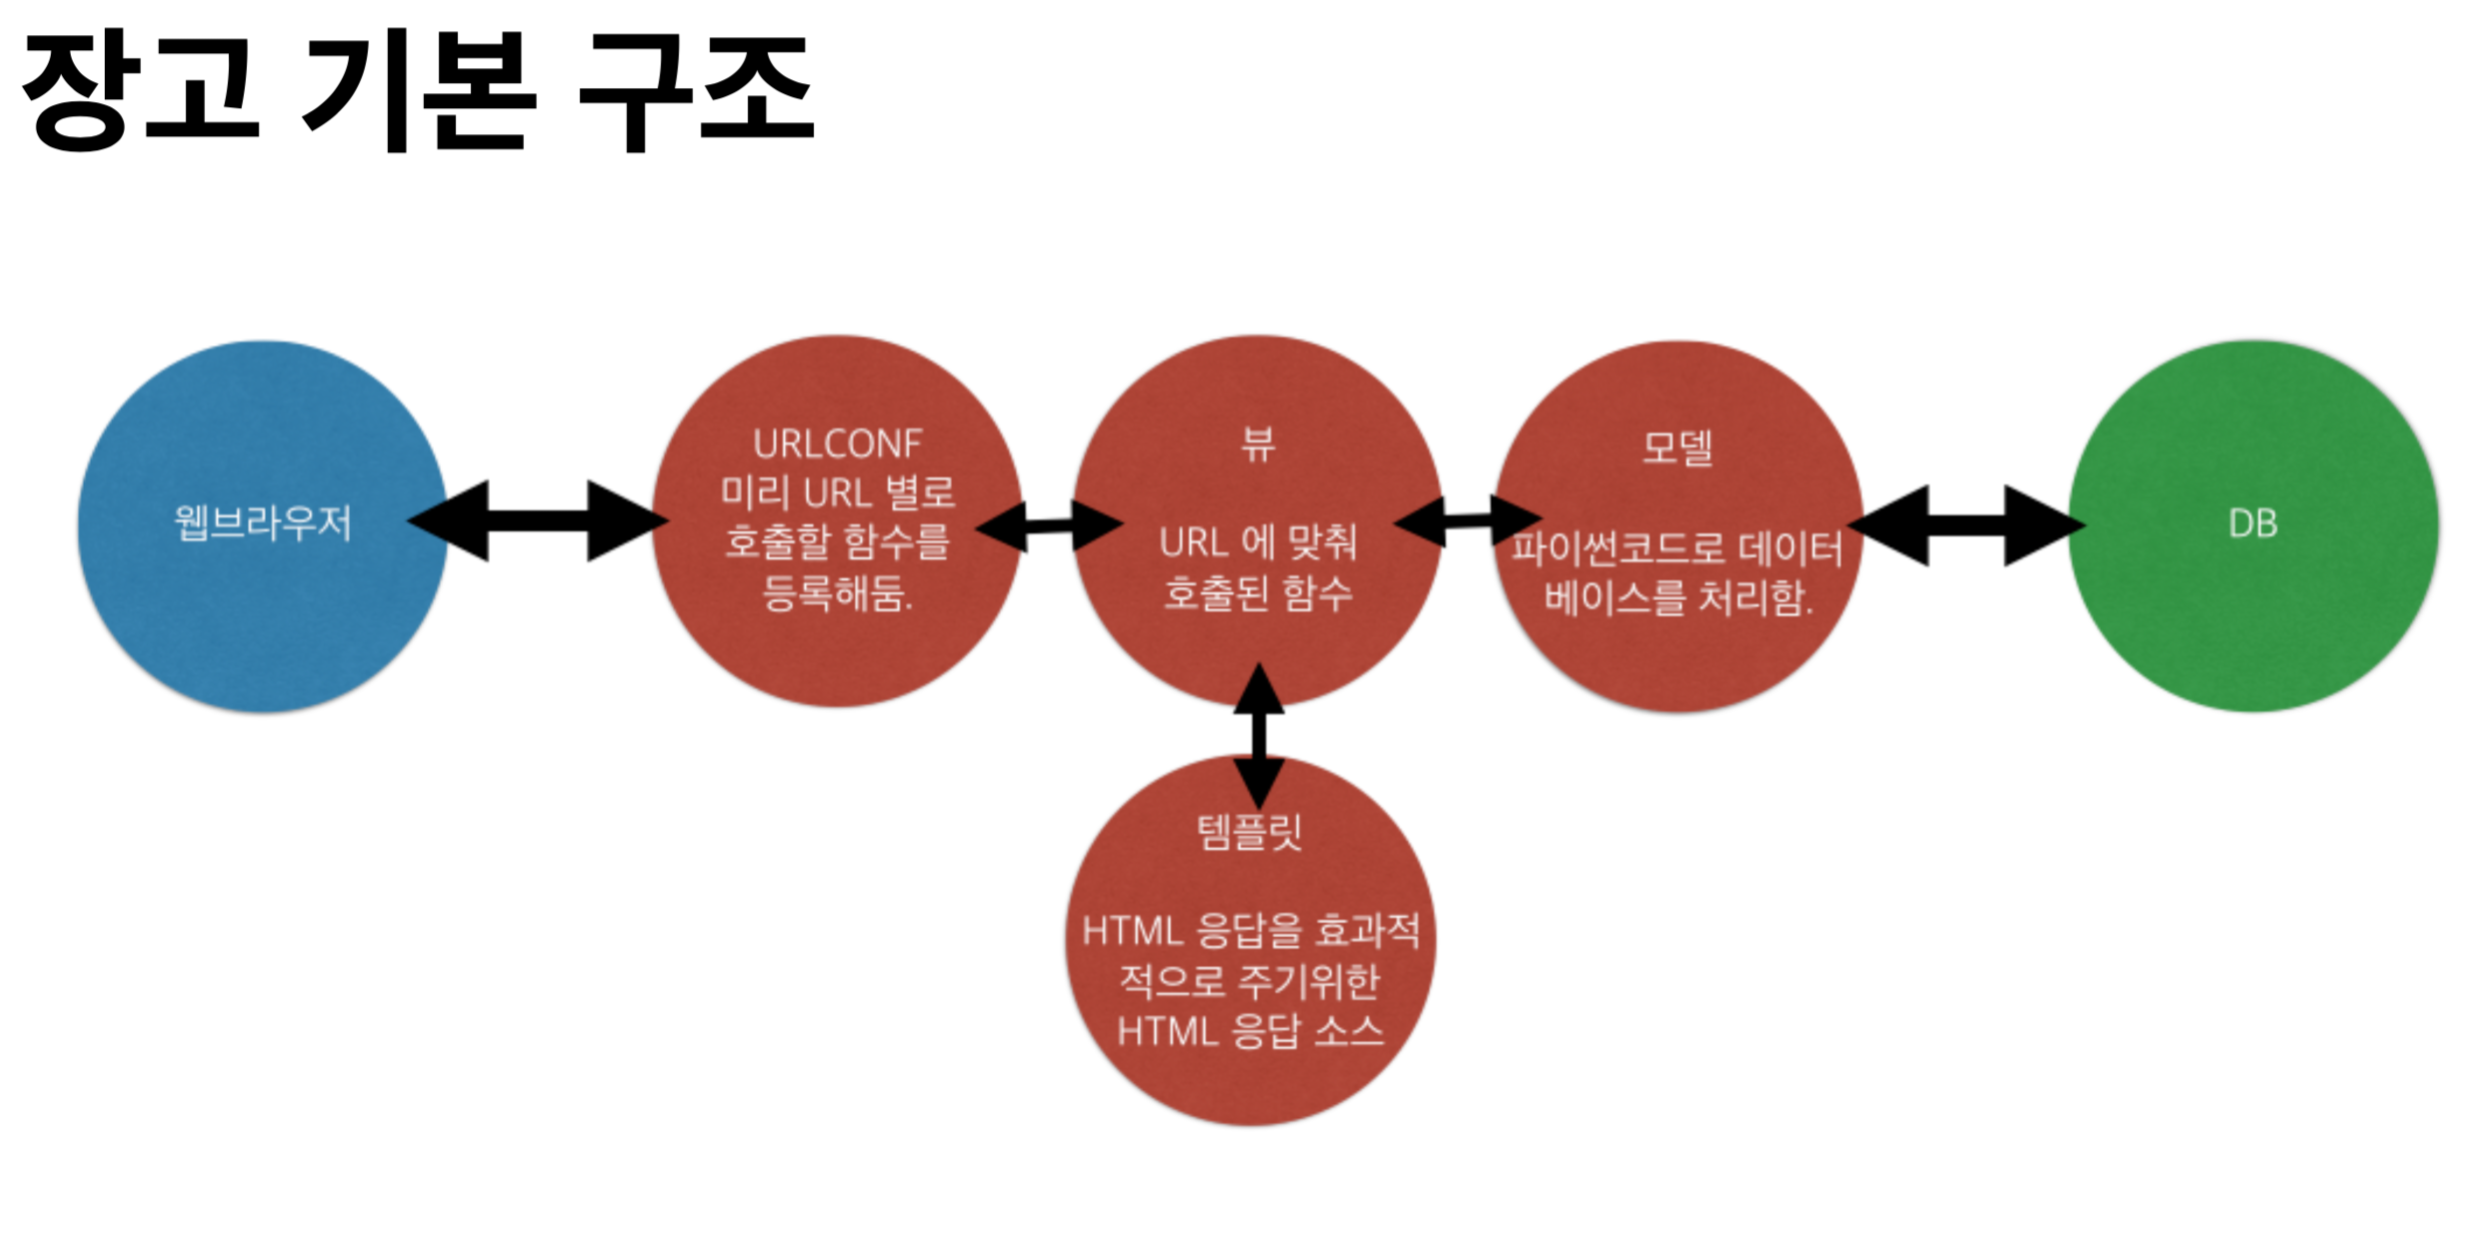 장고 기본 구조
웹브라우저
URLCONF
미리 URL 별로
호출할 함수를
등록해둠.
뷰
URL 에 맞춰
호출된 함수
모델
파이썬코드로 데이터
베이스를 처리함.
DB
템플릿
HTML 응답을 효과적
적으로 주기위한
HTML 응답 소스